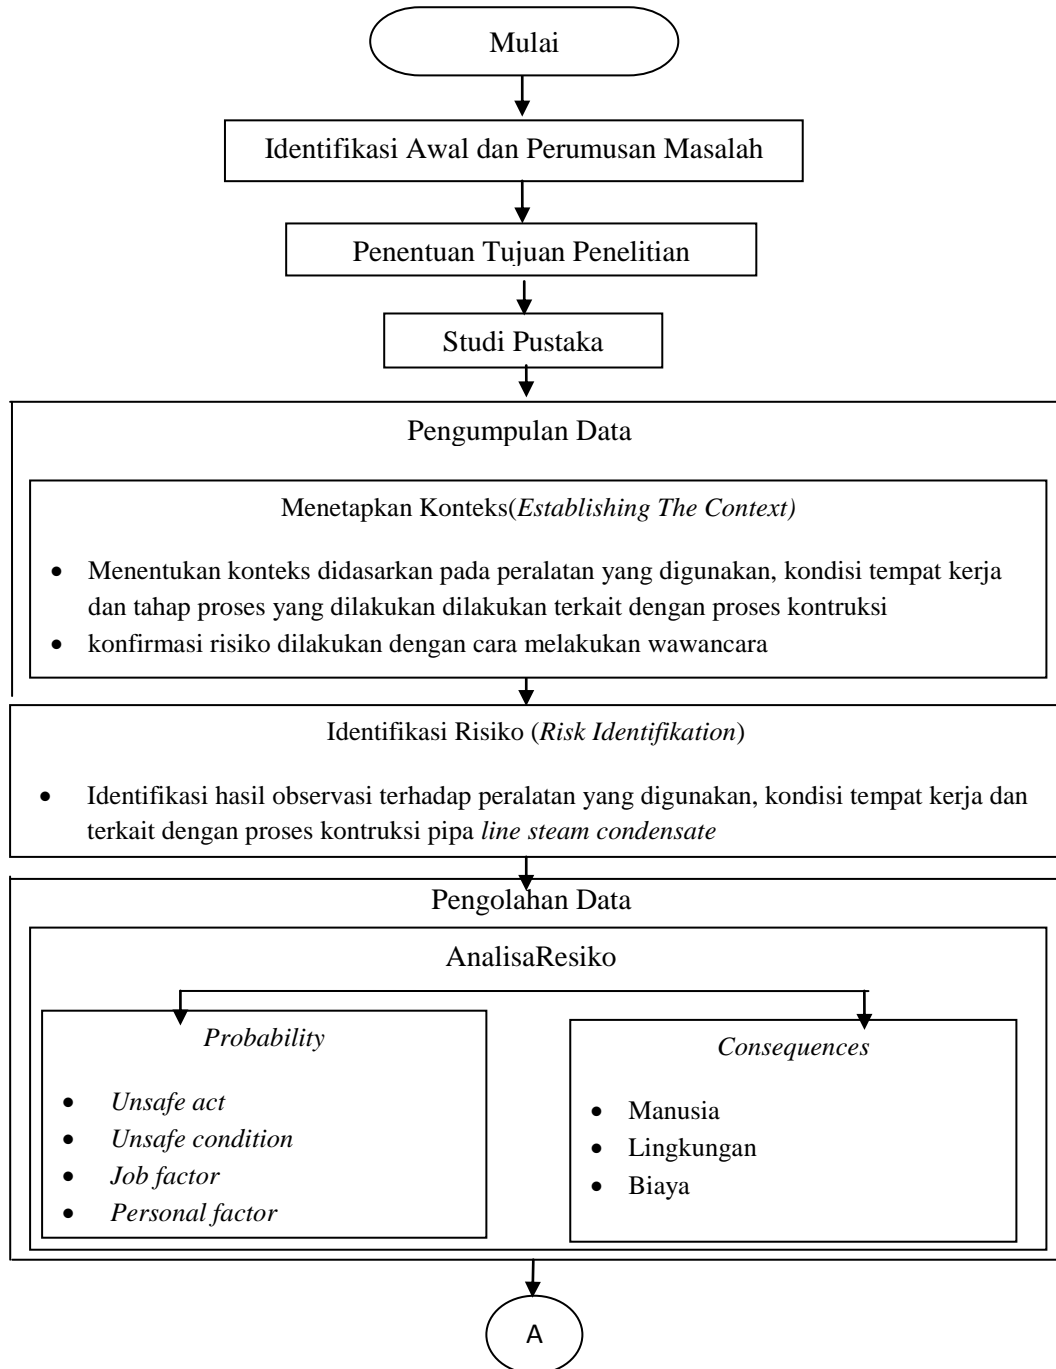 Mulai
Identifikasi Awal dan Perumusan Masalah
Penentuan Tujuan Penelitian
Studi Pustaka
Pengumpulan Data
Menetapkan Konteks(Establishing The Context)
• Menentukan konteks didasarkan pada peralatan yang digunakan, kondisi tempat kerja
dan tahap proses yang dilakukan dilakukan terkait dengan proses kontruksi
• konfirmasi risiko dilakukan dengan cara melakukan wawancara
Identifikasi Risiko (Risk Identifikation)
• Identifikasi hasil observasi terhadap peralatan yang digunakan, kondisi tempat kerja dan
terkait dengan proses kontruksi pipa line steam condensate
Pengolahan Data
AnalisaResiko
Probability
• Unsafe act
• Unsafe condition
• Job factor
• Personal factor
Consequences
• Manusia
• Lingkungan
• Biaya
A